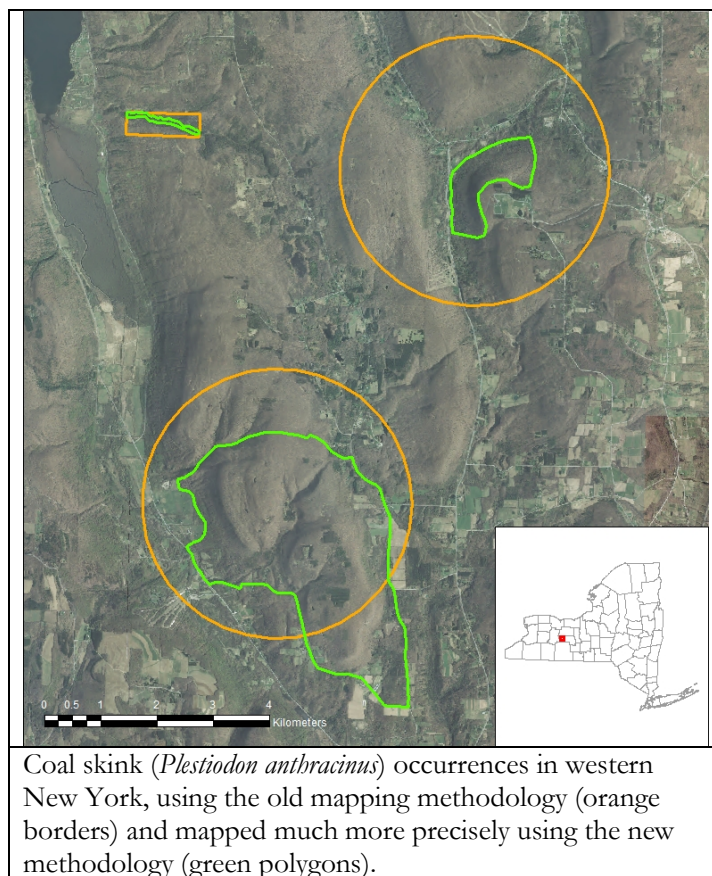 0 0.5 1 2 3 4
Kilometers
Coal skink (Plestiodon anthracinus) occurrences in western
New York, using the old mapping methodology (orange
borders) and mapped much more precisely using the new
methodology (green polygons).